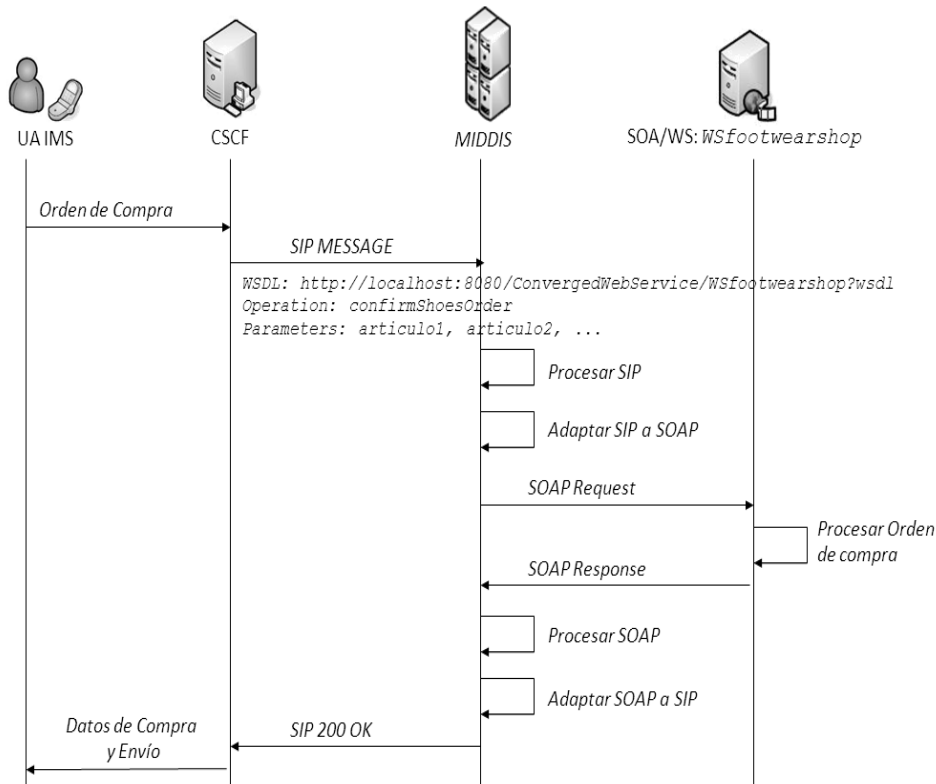 UA IMS
CSCF
MIDDIS
SOA/WS: WSfootwearshop
Orden de Compra
SIP MESSAGE
WSDL: http://localhost:8080/ConvergedWebService/WSfootwearshop?wsdl
Operation: confirmShoesOrder
Parameters: articulo1, articulo2, ...
Procesar SIP
Adaptar SIP a SOAP
SOAP Request
Procesar Orden
de compra
SOAP Response
Procesar SOAP
Adaptar SOAP a SIP
Datos de Compra
y Envío
SIP 200 OK